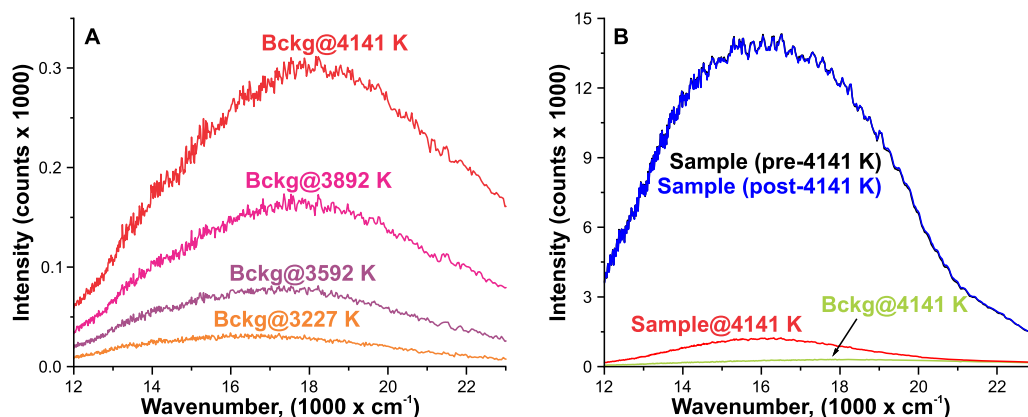 A
Bckg@4141 K
Bckg@3892 K
Bckg@3592 K
Bckg@3227 K
0.3
0.2
0.1
0.0
12
14
16
18
20
22
Intensity (counts x 1000)
Wavenumber, (1000 x cm⁻¹)
B
Sample (pre-4141 K)
Sample (post-4141 K)
Bckg@4141 K
Sample@4141 K
15
12
9
6
3
0
12
14
16
18
20
22
Intensity (counts x 1000)
Wavenumber, (1000 x cm⁻¹)